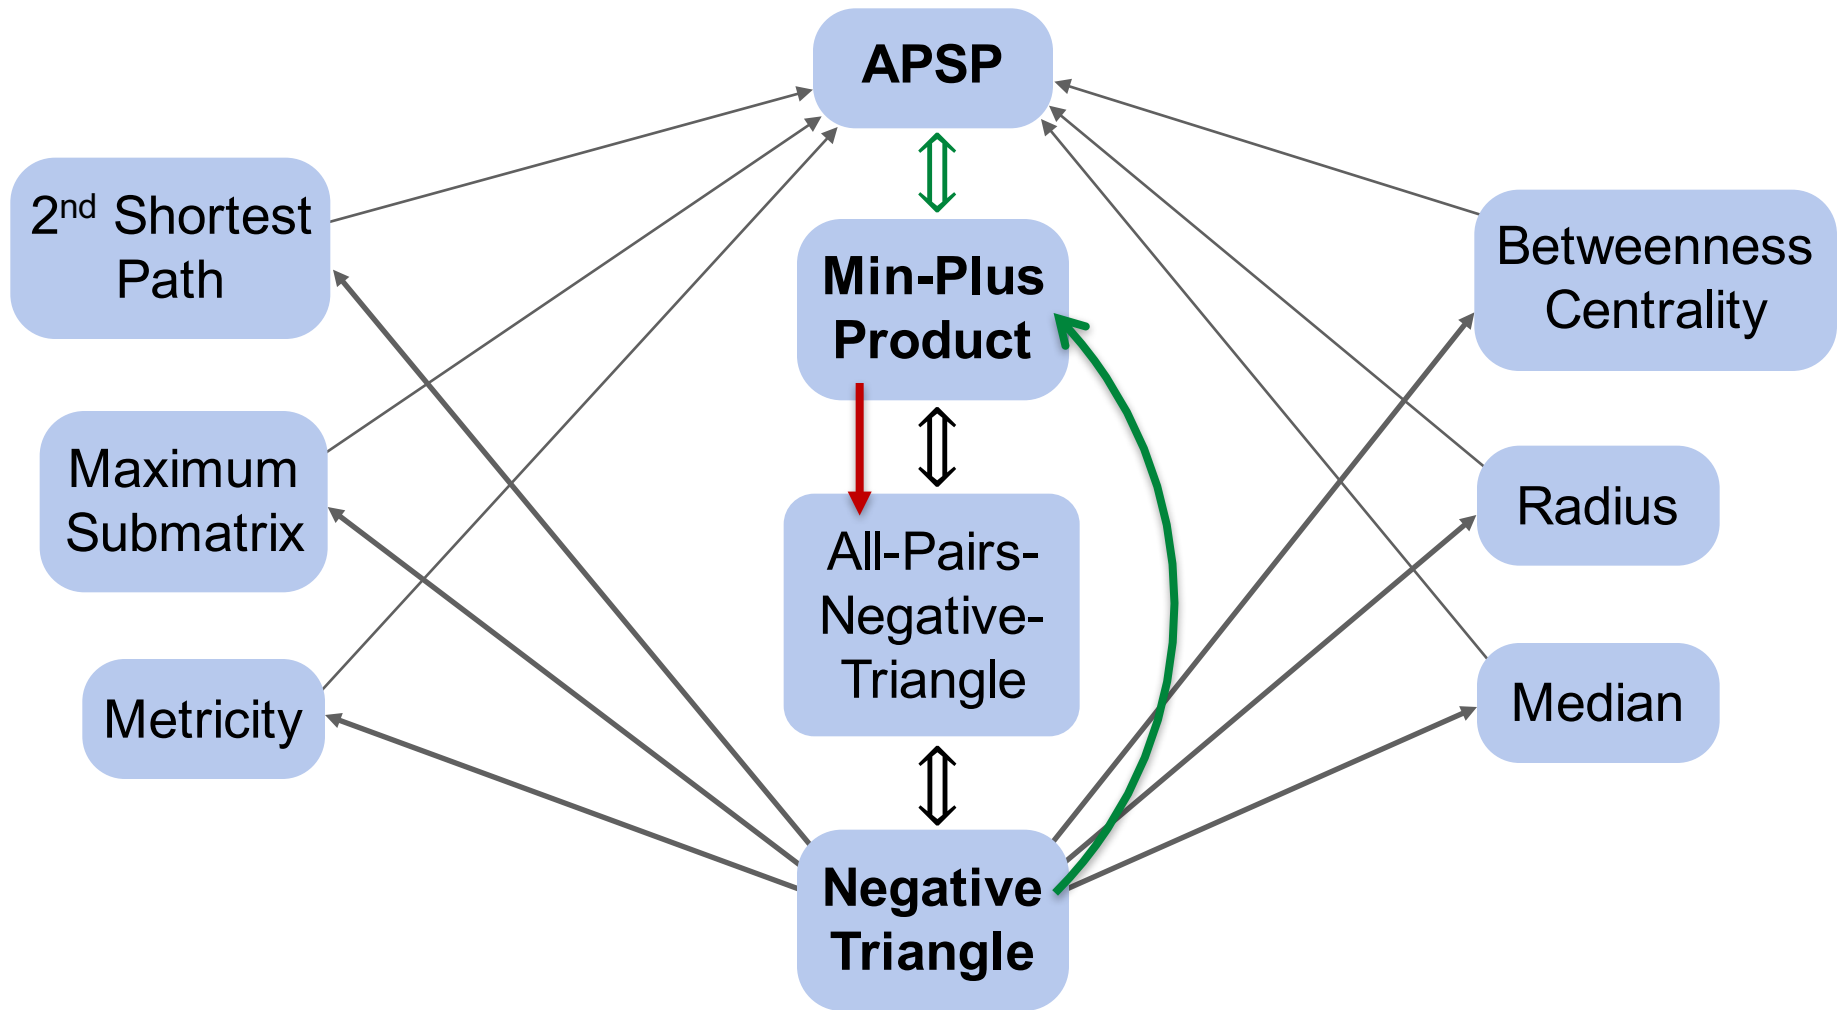 APSP
2nd Shortest
Path
Min-Plus
Product
Betweenness
Centrality
Maximum
Submatrix
All-Pairs-
Negative-
Triangle
Radius
Metricity
Median
Negative
Triangle